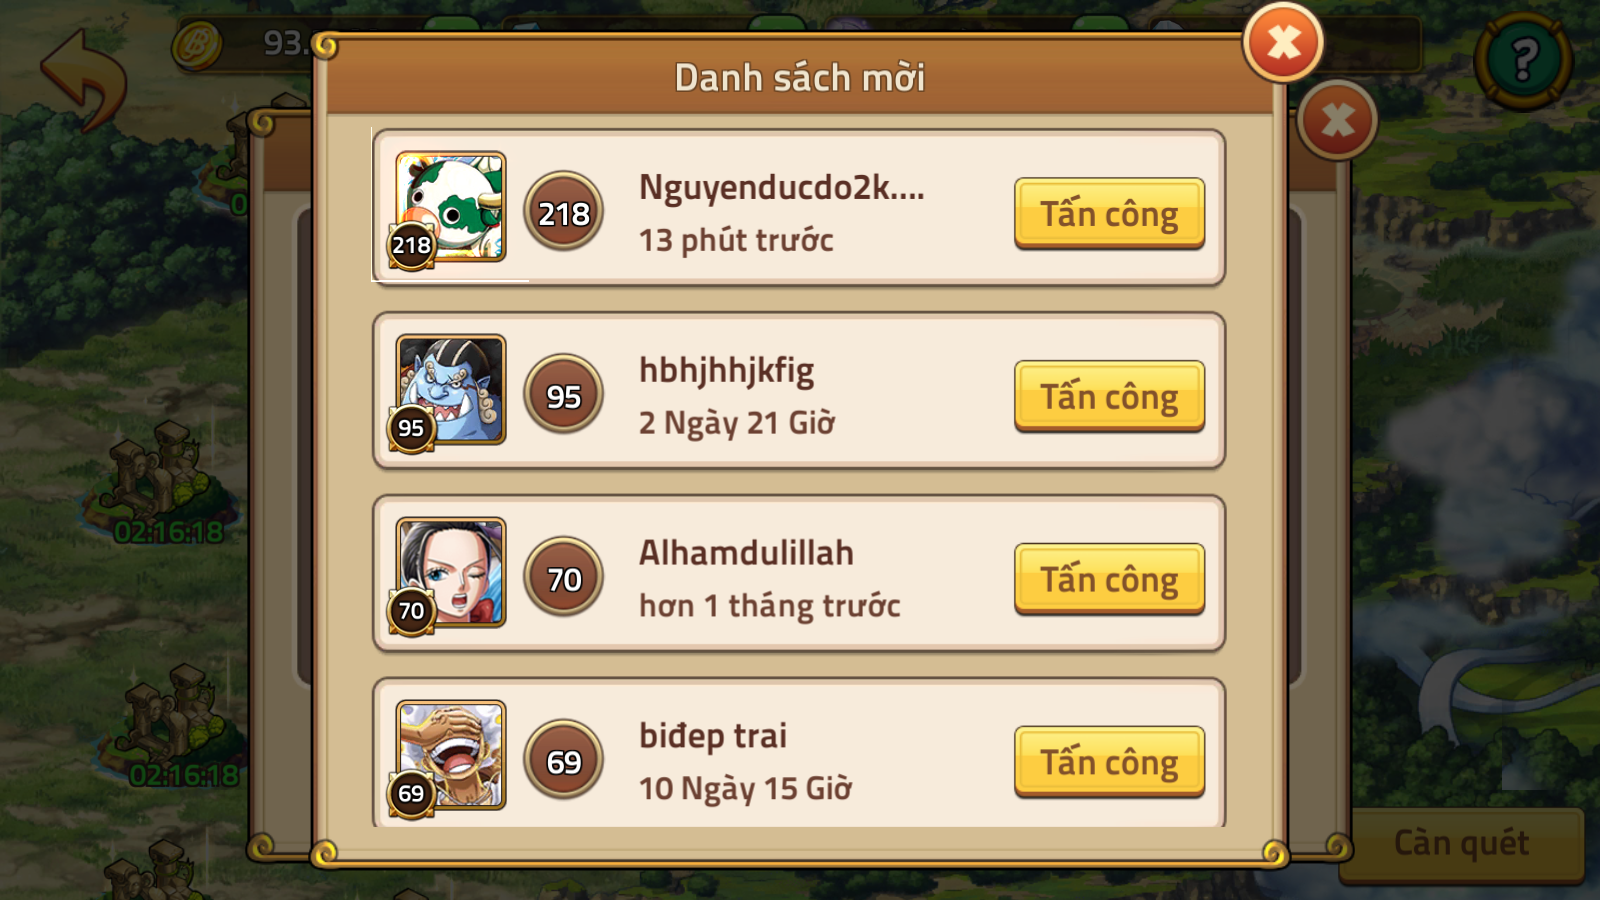 93.
Danh sách mời
218
218
Nguyenducdo2k....
13 phút trước
Tấn công
95
95
hbhjhhjkfig
2 Ngày 21 Giờ
Tấn công
70
70
Alhamdulillah
hơn 1 tháng trước
Tấn công
69
69
biđẹp trai
10 Ngày 15 Giờ
Tấn công
02:16:18
02:16:18
Càn quét
?